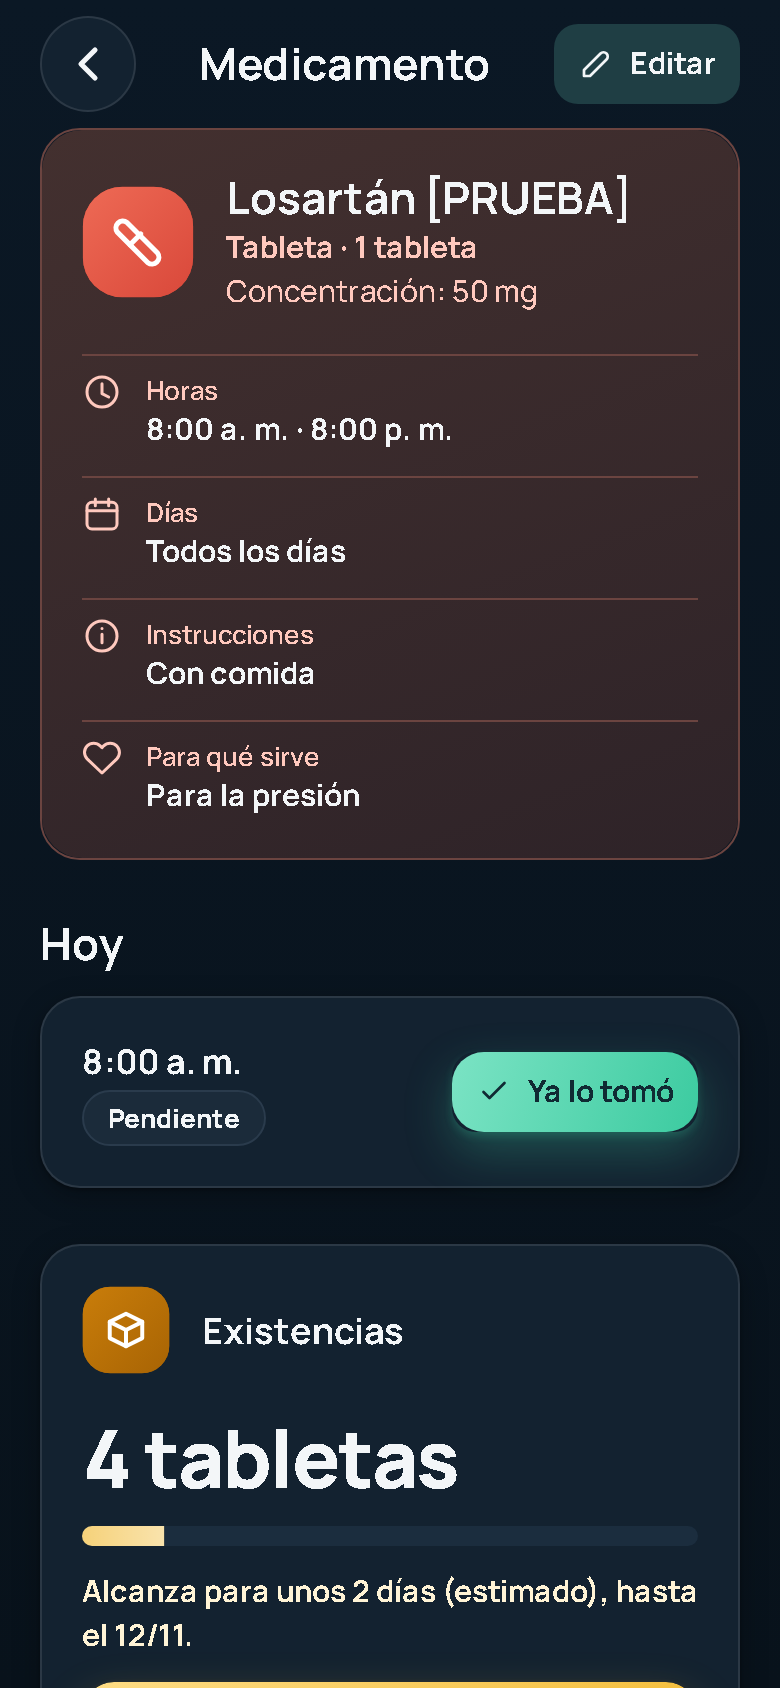 Medicamento
Editar
Losartán [PRUEBA]
Tableta · 1 tableta
Concentración: 50 mg
Horas
8:00 a. m. · 8:00 p. m.
Días
Todos los días
Instrucciones
Con comida
Para qué sirve
Para la presión
Hoy
8:00 a. m.
Pendiente
Ya lo tomó
Existencias
4 tabletas
Alcanza para unos 2 días (estimado), hasta
el 12/11.